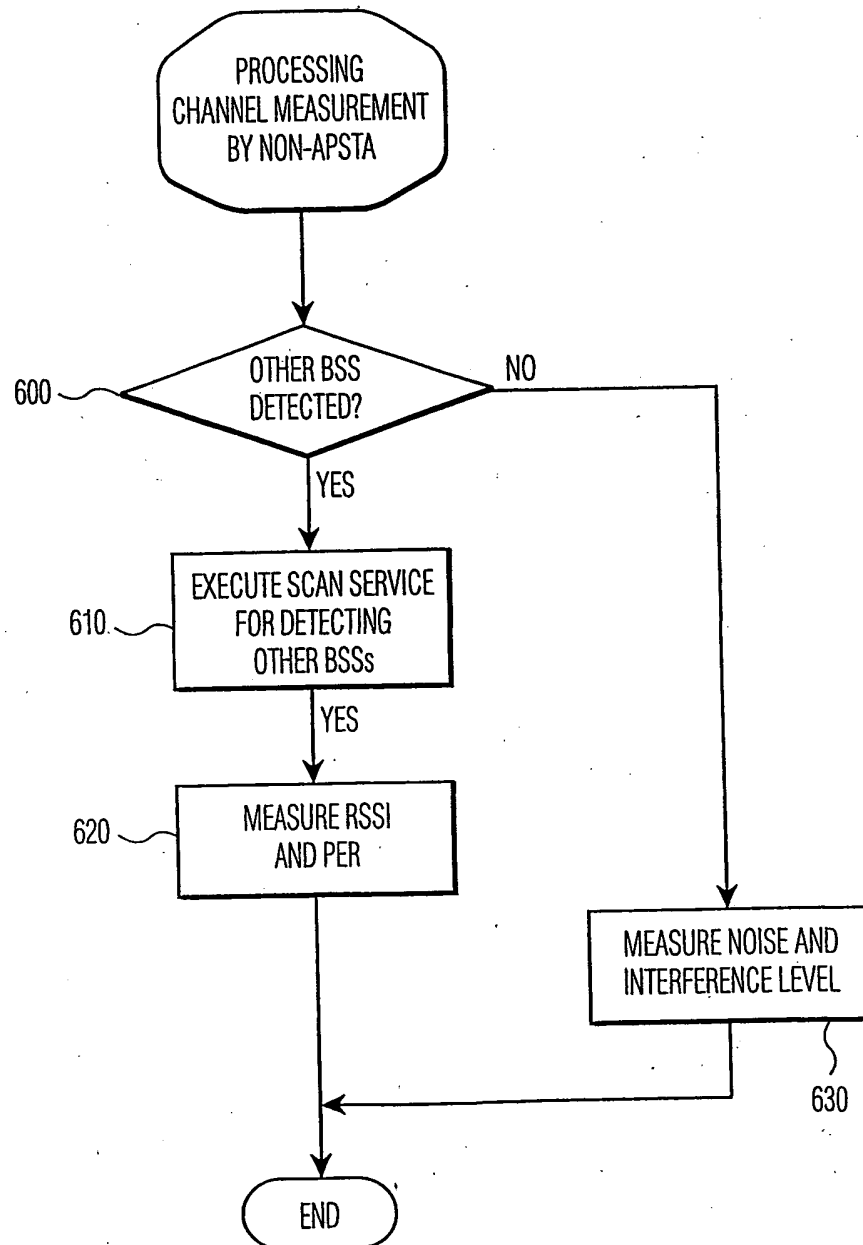 PROCESSING
CHANNEL MEASUREMENT
BY NON-APSTA
600
OTHER BSS
DETECTED?
NO
YES
610
EXECUTE SCAN SERVICE
FOR DETECTING
OTHER BSSs
YES
620
MEASURE RSSI
AND PER
MEASURE NOISE AND
INTERFERENCE LEVEL
630
END